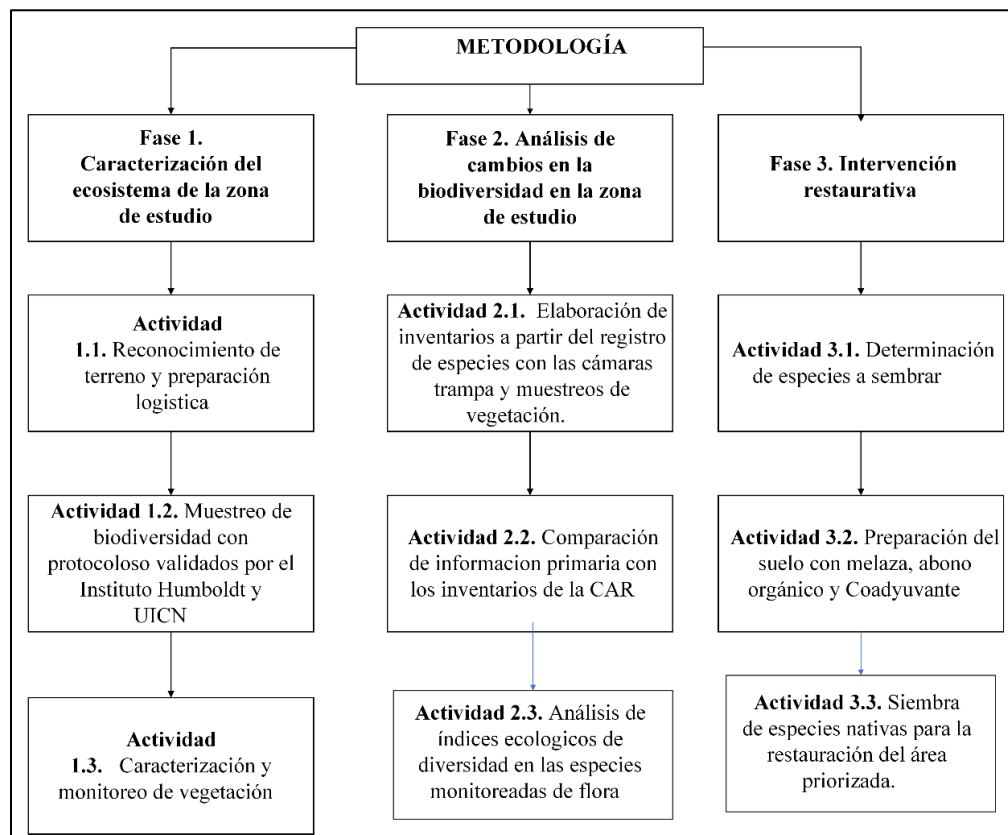 METODOLOGÍA
Fase 1.
Caracterización del
ecosistema de la zona
de estudio
Fase 2. Análisis de
cambios en la
biodiversidad en la zona
de estudio
Fase 3. Intervención
restaurativa
Actividad
1.1. Reconocimiento de
terreno y preparación
logistica
Actividad 2.1. Elaboración de
inventarios a partir del registro
de especies con las cámaras
trampa y muestreos de
vegetación.
Actividad 3.1. Determinación
de especies a sembrar
Actividad 1.2. Muestreo de
biodiversidad con
protocoloso validados por el
Instituto Humboldt y
UICN
Actividad 2.2. Comparación
de informacion primaria con
los inventarios de la CAR
Actividad 3.2. Preparación del
suelo con melaza, abono
orgánico y Coadyuvante
Actividad
1.3. Caracterización y
monitoreo de vegetación
Actividad 2.3. Análisis de
índices ecologicos de
diversidad en las especies
monitoreadas de flora
Actividad 3.3. Siembra
de especies nativas para la
restauración del área
priorizada.